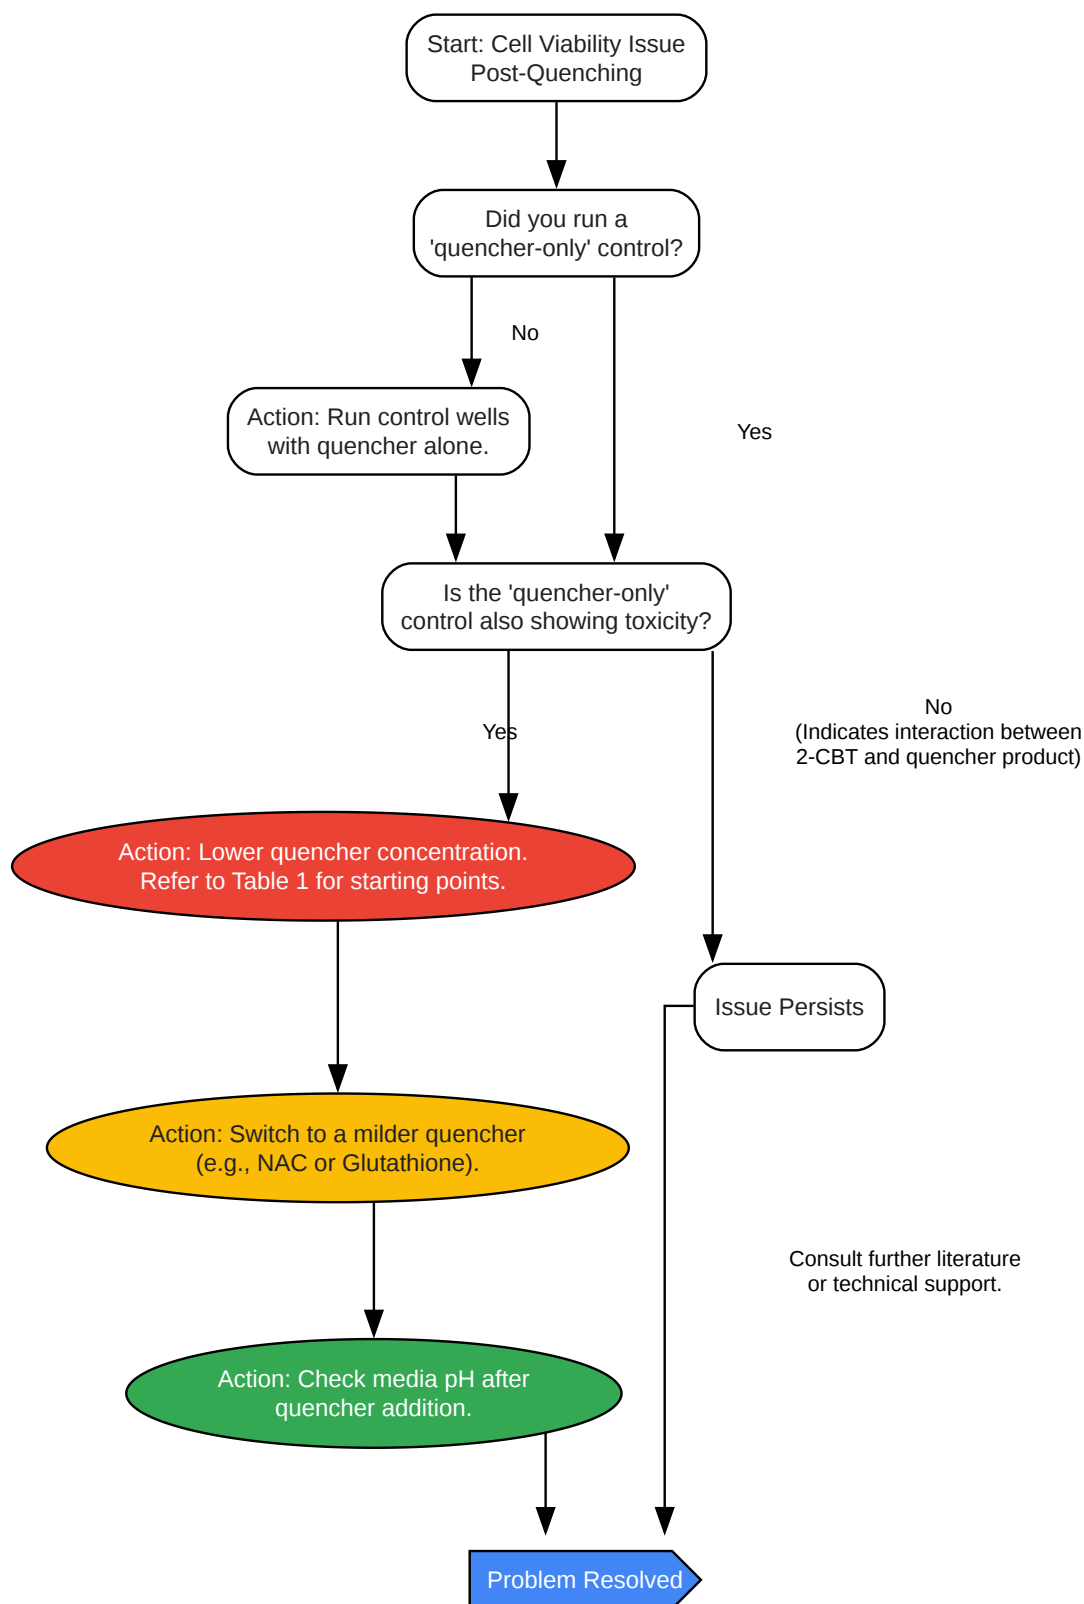 Start: Cell Viability Issue
Post-Quenching
Did you run a
'quencher-only' control?
No
Action: Run control wells
with quencher alone.
Yes
Is the 'quencher-only'
control also showing toxicity?
Yes
No
(Indicates interaction between
2-CBT and quencher product)
Action: Lower quencher concentration.
Refer to Table 1 for starting points.
Issue Persists
Action: Switch to a milder quencher
(e.g., NAC or Glutathione).
Consult further literature
or technical support.
Action: Check media pH after
quencher addition.
Problem Resolved